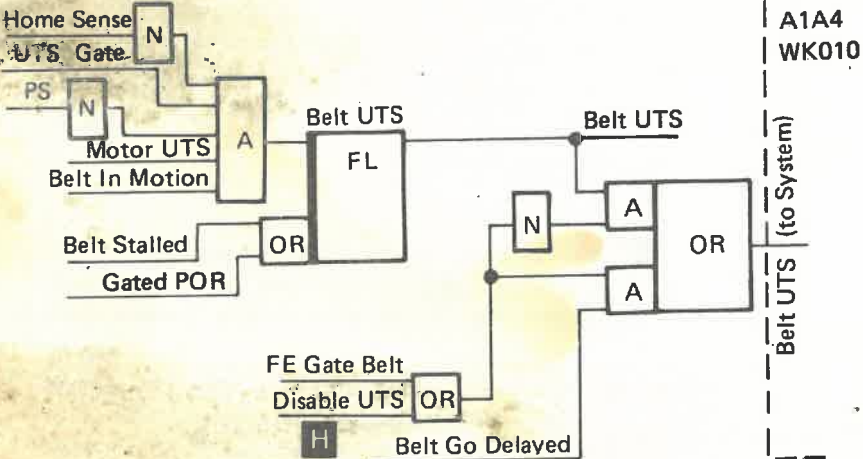 Home Sense
N
UTS Gate
PS
N
Motor UTS
Belt In Motion
A
Belt UTS
FL
Belt Stalled
Gated POR
OR
Belt UTS
N
A
A
OR
FE Gate Belt
Disable UTS
OR
H
Belt Go Delayed
A1A4
WK010
(to System)
Belt UTS